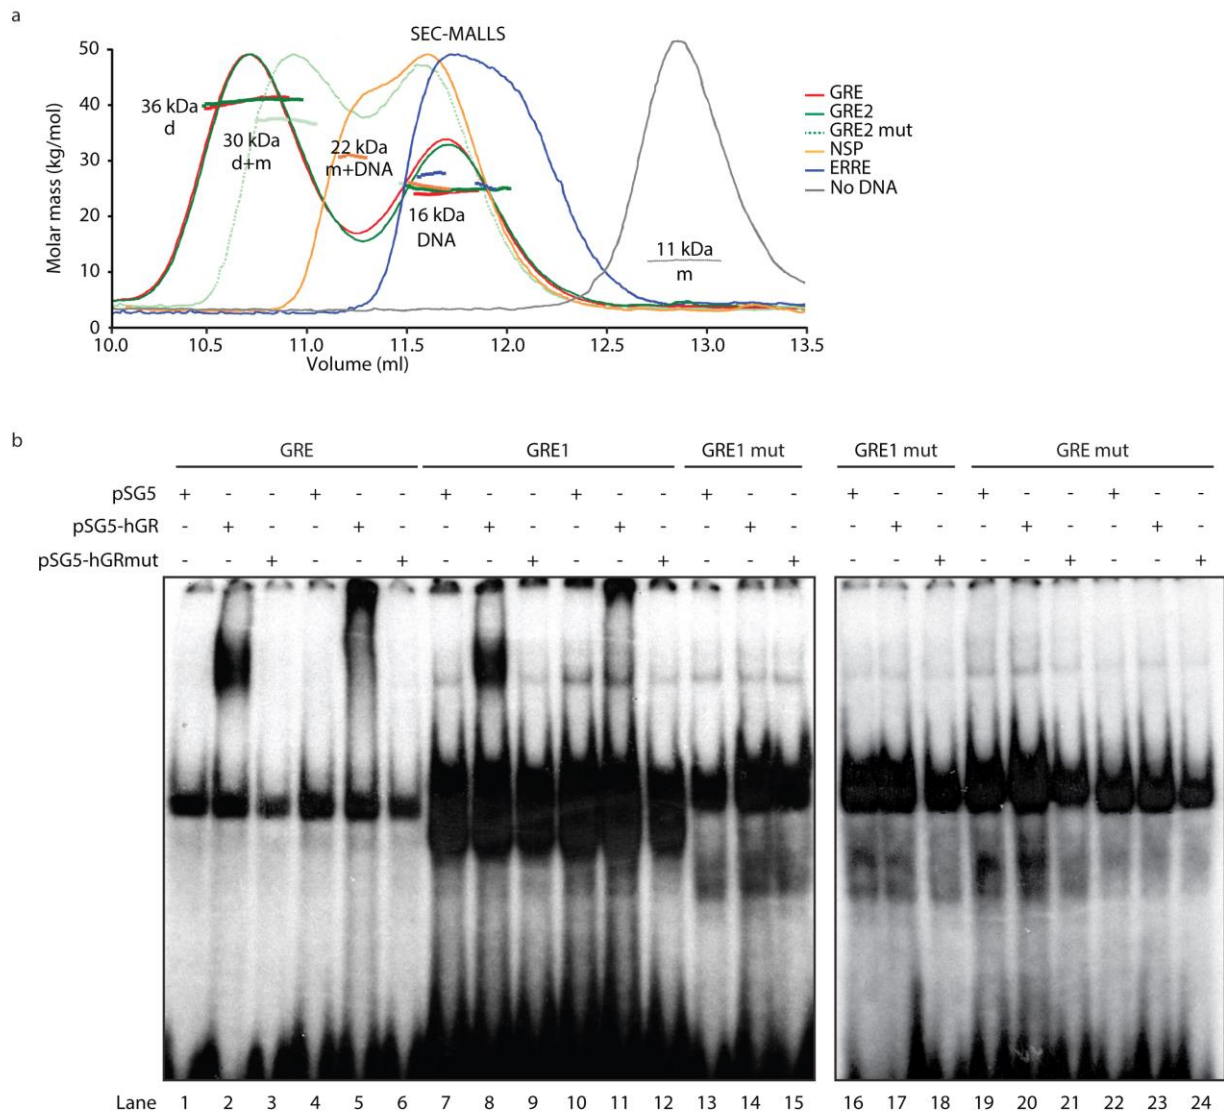 a
SEC-MALLS
Molar mass (kg/mol)
50
40
30
20
10
0
36 kDa
d
30 kDa
d+m
22 kDa
m+DNA
16 kDa
DNA
11 kDa
m
GRE
GRE2
GRE2 mut
NSP
ERRE
No DNA
10.0 10.5 11.0 11.5 12.0 12.5 13.0 13.5
Volume (ml)
b
GRE GRE1 GRE1 mut GRE1 mut GRE mut
pSG5 + - - + - - + - - + - - + - - + - - + - - + - -
pSG5-hGR - + - - + - - + - - + - - + - - + - - + - - + -
pSG5-hGRmut - - + - - + - - + - - + - - + - - + - - + - - +
Lane 1 2 3 4 5 6 7 8 9 10 11 12 13 14 15 16 17 18 19 20 21 22 23 24